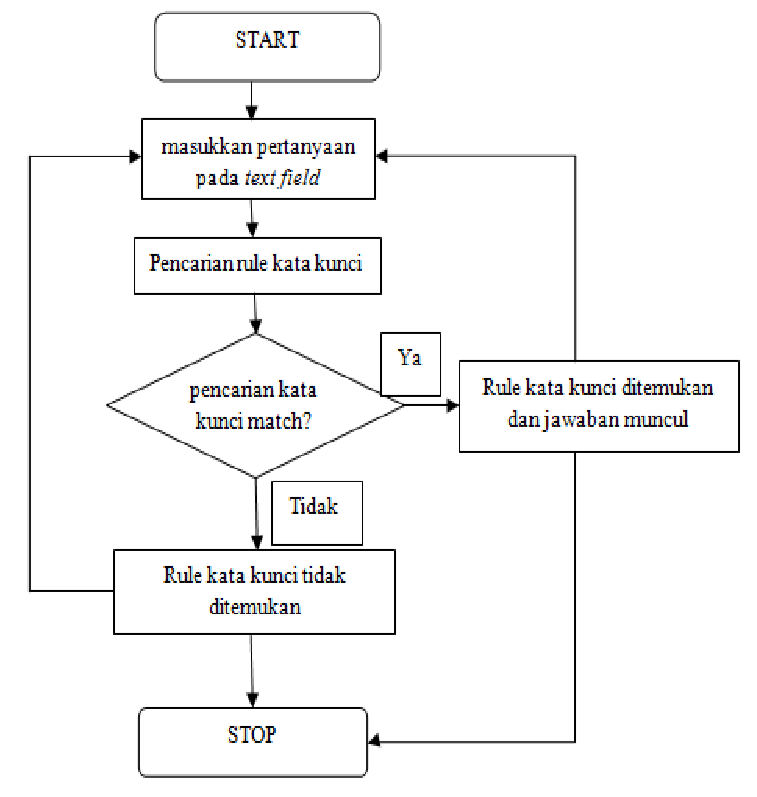 START
masukkan pertanyaan
pada text field
Pencarian rule kata kunci
pencarian kata
kunci match?
Ya
Rule kata kunci ditemukan
dan jawaban muncul
Tidak
Rule kata kunci tidak
ditemukan
STOP